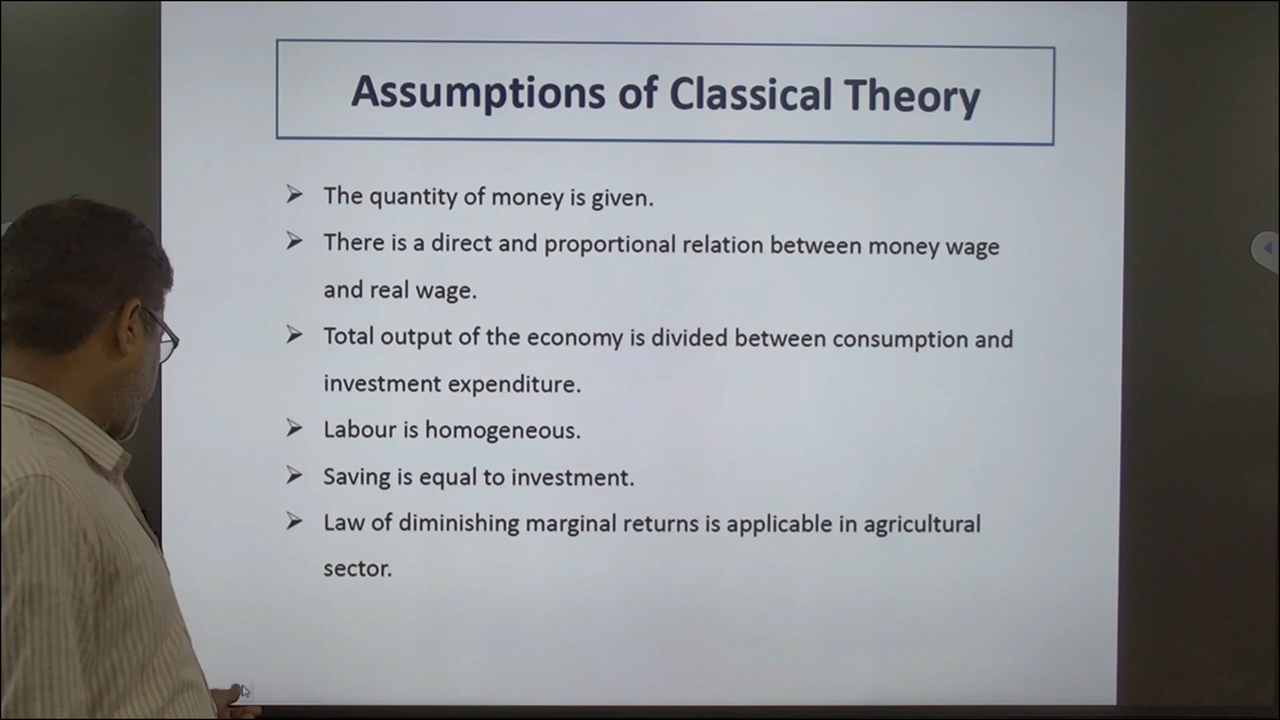 Assumptions of Classical Theory
➢ The quantity of money is given.
➢ There is a direct and proportional relation between money wage
and real wage.
➢ Total output of the economy is divided between consumption and
investment expenditure.
➢ Labour is homogeneous.
➢ Saving is equal to investment.
➢ Law of diminishing marginal returns is applicable in agricultural
sector.